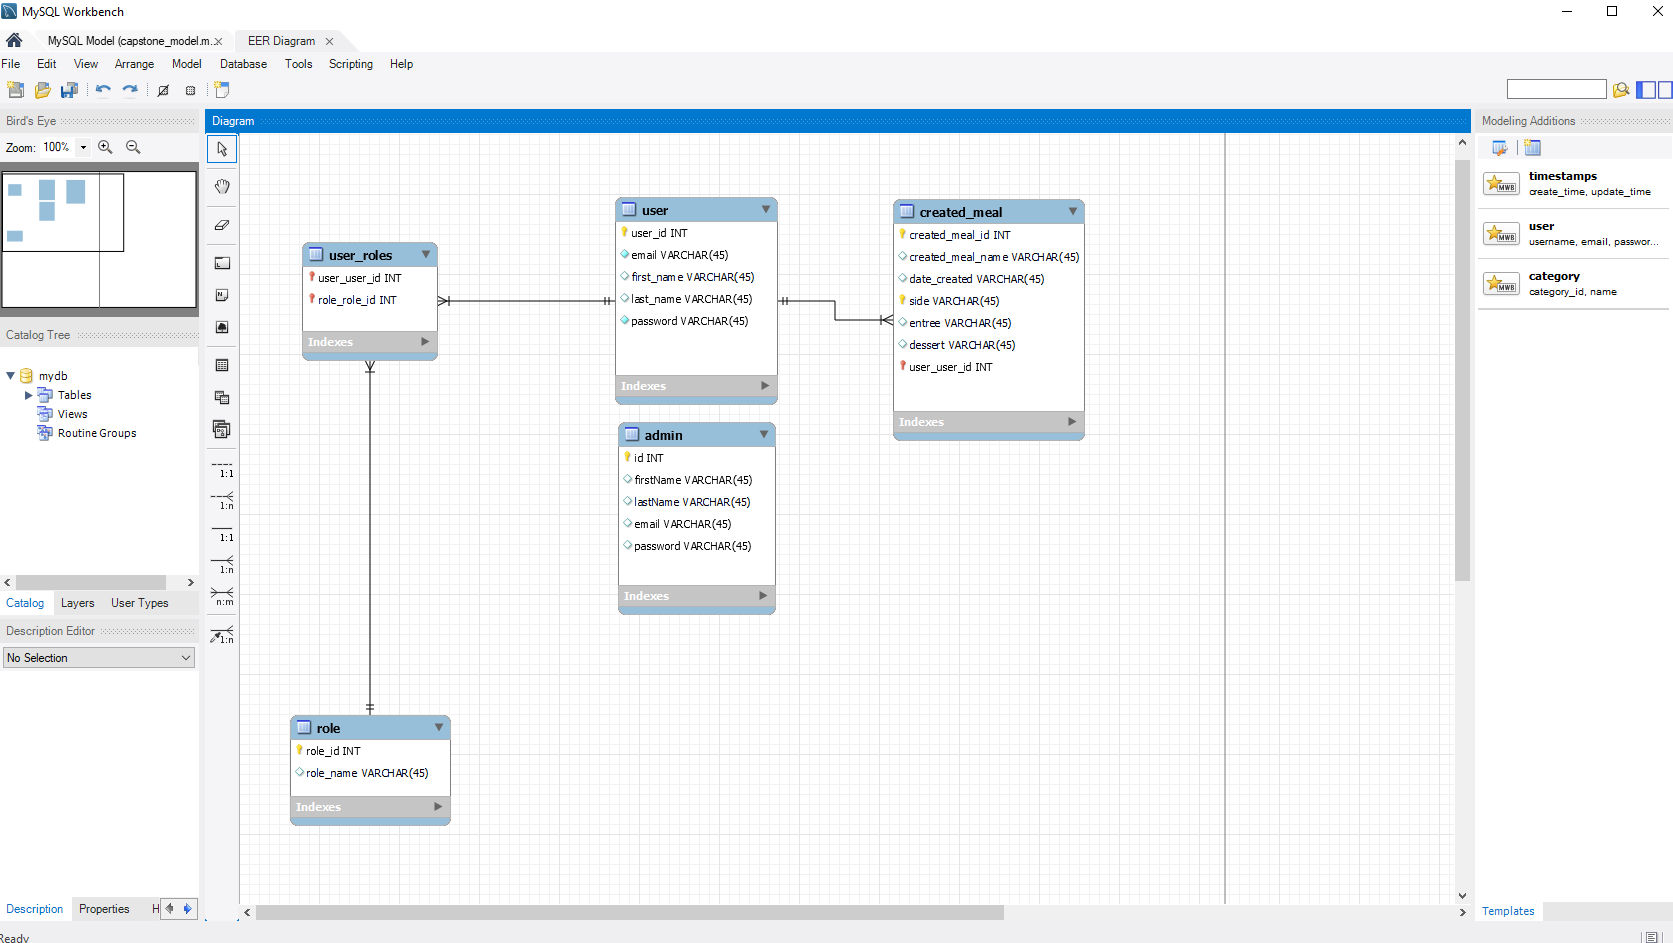 MySQL Workbench
MySQL Model (capstone_model.m...
EER Diagram
File Edit View Arrange Model Database Tools Scripting Help
Bird's Eye
Zoom: 100%
Catalog Tree
mydb
Tables
Views
Routine Groups
Catalog Layers User Types
Description Editor
No Selection
Description Properties H
Ready
Diagram
1:1
1:n
1:1
1:n
n:m
1:n
user_roles
user_user_id INT
role_role_id INT
Indexes
user
user_id INT
email VARCHAR(45)
first_name VARCHAR(45)
last_name VARCHAR(45)
password VARCHAR(45)
Indexes
created_meal
created_meal_id INT
created_meal_name VARCHAR(45)
date_created VARCHAR(45)
side VARCHAR(45)
entree VARCHAR(45)
dessert VARCHAR(45)
user_user_id INT
Indexes
admin
id INT
firstName VARCHAR(45)
lastName VARCHAR(45)
email VARCHAR(45)
password VARCHAR(45)
Indexes
role
role_id INT
role_name VARCHAR(45)
Indexes
Modeling Additions
MWB
timestamps
create_time, update_time
MWB
user
username, email, passwor...
MWB
category
category_id, name
Templates